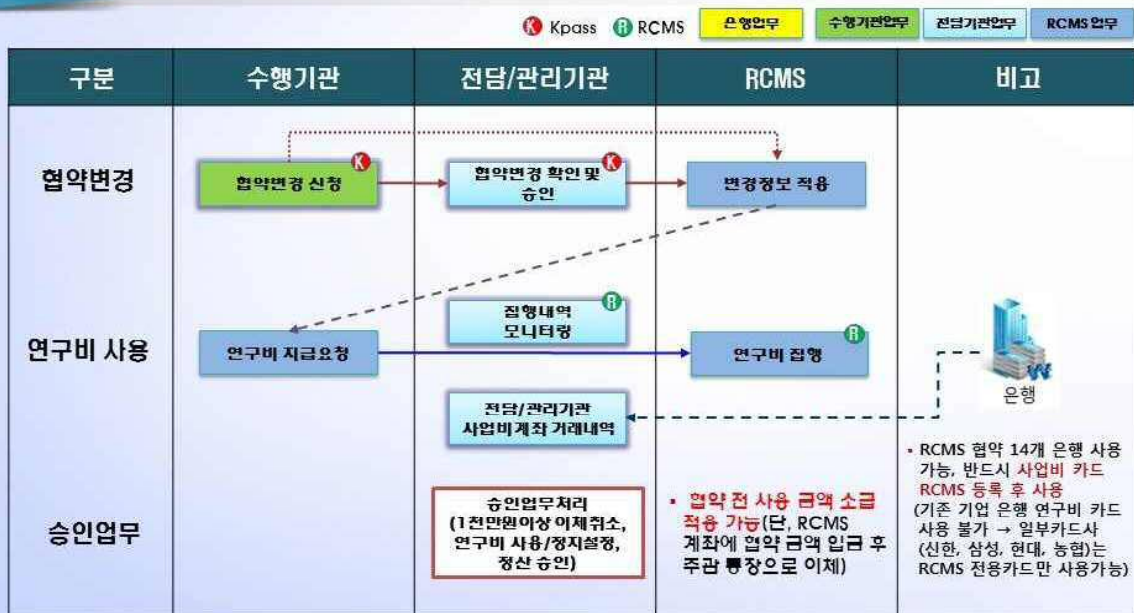 K Kpass R RCMS 은행업무 수행기관업무 전담기관업무 RCMS 업무
구분 수행기관 전담/관리기관 RCMS 비고
협약변경
협약변경 신청 K
협약변경 확인 및 K
승인
변경정보 적용
연구비 사용
연구비 지급요청
집행내역 R
모니터링
연구비 집행 R
은행
전담/관리기관
사업비계좌 거래내역
승인업무
승인업무처리
(1천만원이상 이체취소,
연구비 사용/정지설정,
정산 승인)
▪ 협약 전 사용 금액 소급
적용 가능(단, RCMS
계좌에 협약 금액 입금 후
주관 통장으로 이체)
▪ RCMS 협약 14개 은행 사용
가능, 반드시 사업비 카드
RCMS 등록 후 사용
(기존 기업 은행 연구비 카드
사용 불가 → 일부카드사
(신한, 삼성, 현대, 농협)는
RCMS 전용카드만 사용가능)